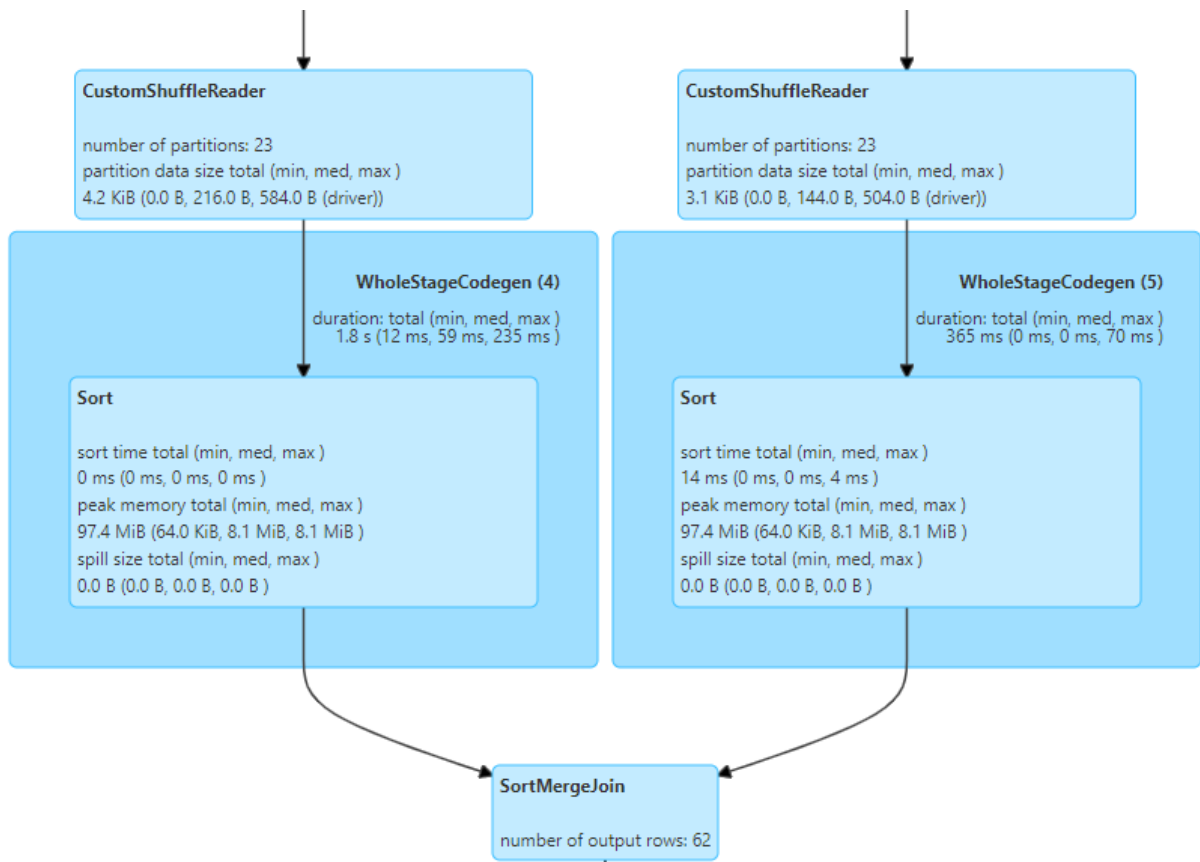 CustomShuffleReader
number of partitions: 23
partition data size total (min, med, max )
4.2 KiB (0.0 B, 216.0 B, 584.0 B (driver))
CustomShuffleReader
number of partitions: 23
partition data size total (min, med, max )
3.1 KiB (0.0 B, 144.0 B, 504.0 B (driver))
WholeStageCodegen (4)
duration: total (min, med, max )
1.8 s (12 ms, 59 ms, 235 ms )
Sort
sort time total (min, med, max )
0 ms (0 ms, 0 ms, 0 ms )
peak memory total (min, med, max )
97.4 MiB (64.0 KiB, 8.1 MiB, 8.1 MiB )
spill size total (min, med, max )
0.0 B (0.0 B, 0.0 B, 0.0 B )
WholeStageCodegen (5)
duration: total (min, med, max )
365 ms (0 ms, 0 ms, 70 ms )
Sort
sort time total (min, med, max )
14 ms (0 ms, 0 ms, 4 ms )
peak memory total (min, med, max )
97.4 MiB (64.0 KiB, 8.1 MiB, 8.1 MiB )
spill size total (min, med, max )
0.0 B (0.0 B, 0.0 B, 0.0 B )
SortMergeJoin
number of output rows: 62